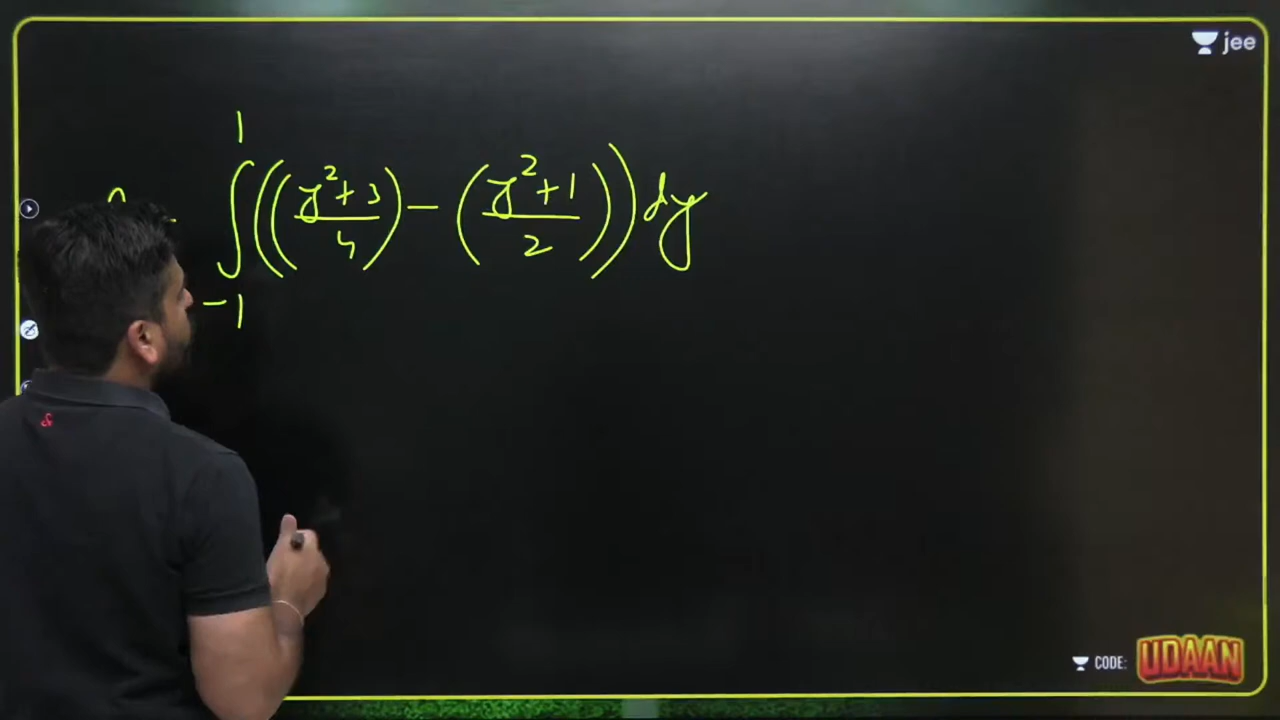 jee
1
∫((y²+3)/4) − ((y²+1)/2)) dy
−1
CODE: UDAAN